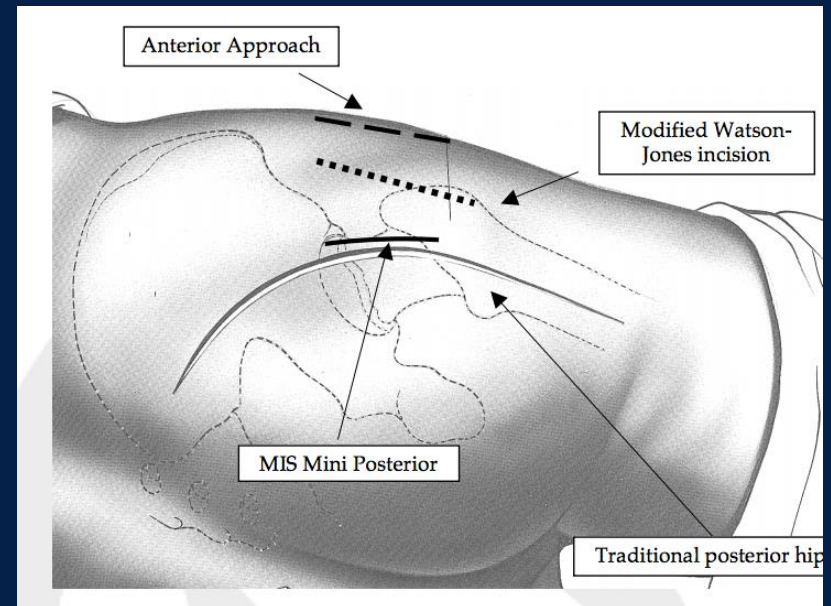 Anterior Approach
Modified Watson-
Jones incision
MIS Mini Posterior
Traditional posterior hip